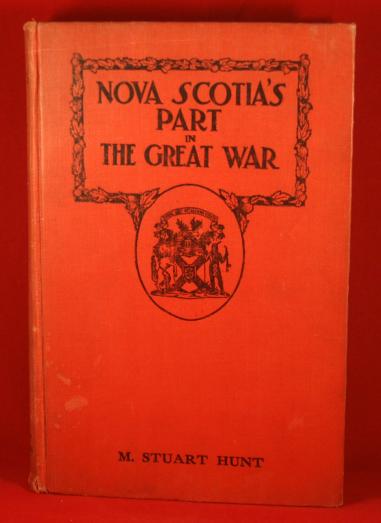 NOVA SCOTIA'S
PART
IN
THE GREAT WAR
M. STUART HUNT